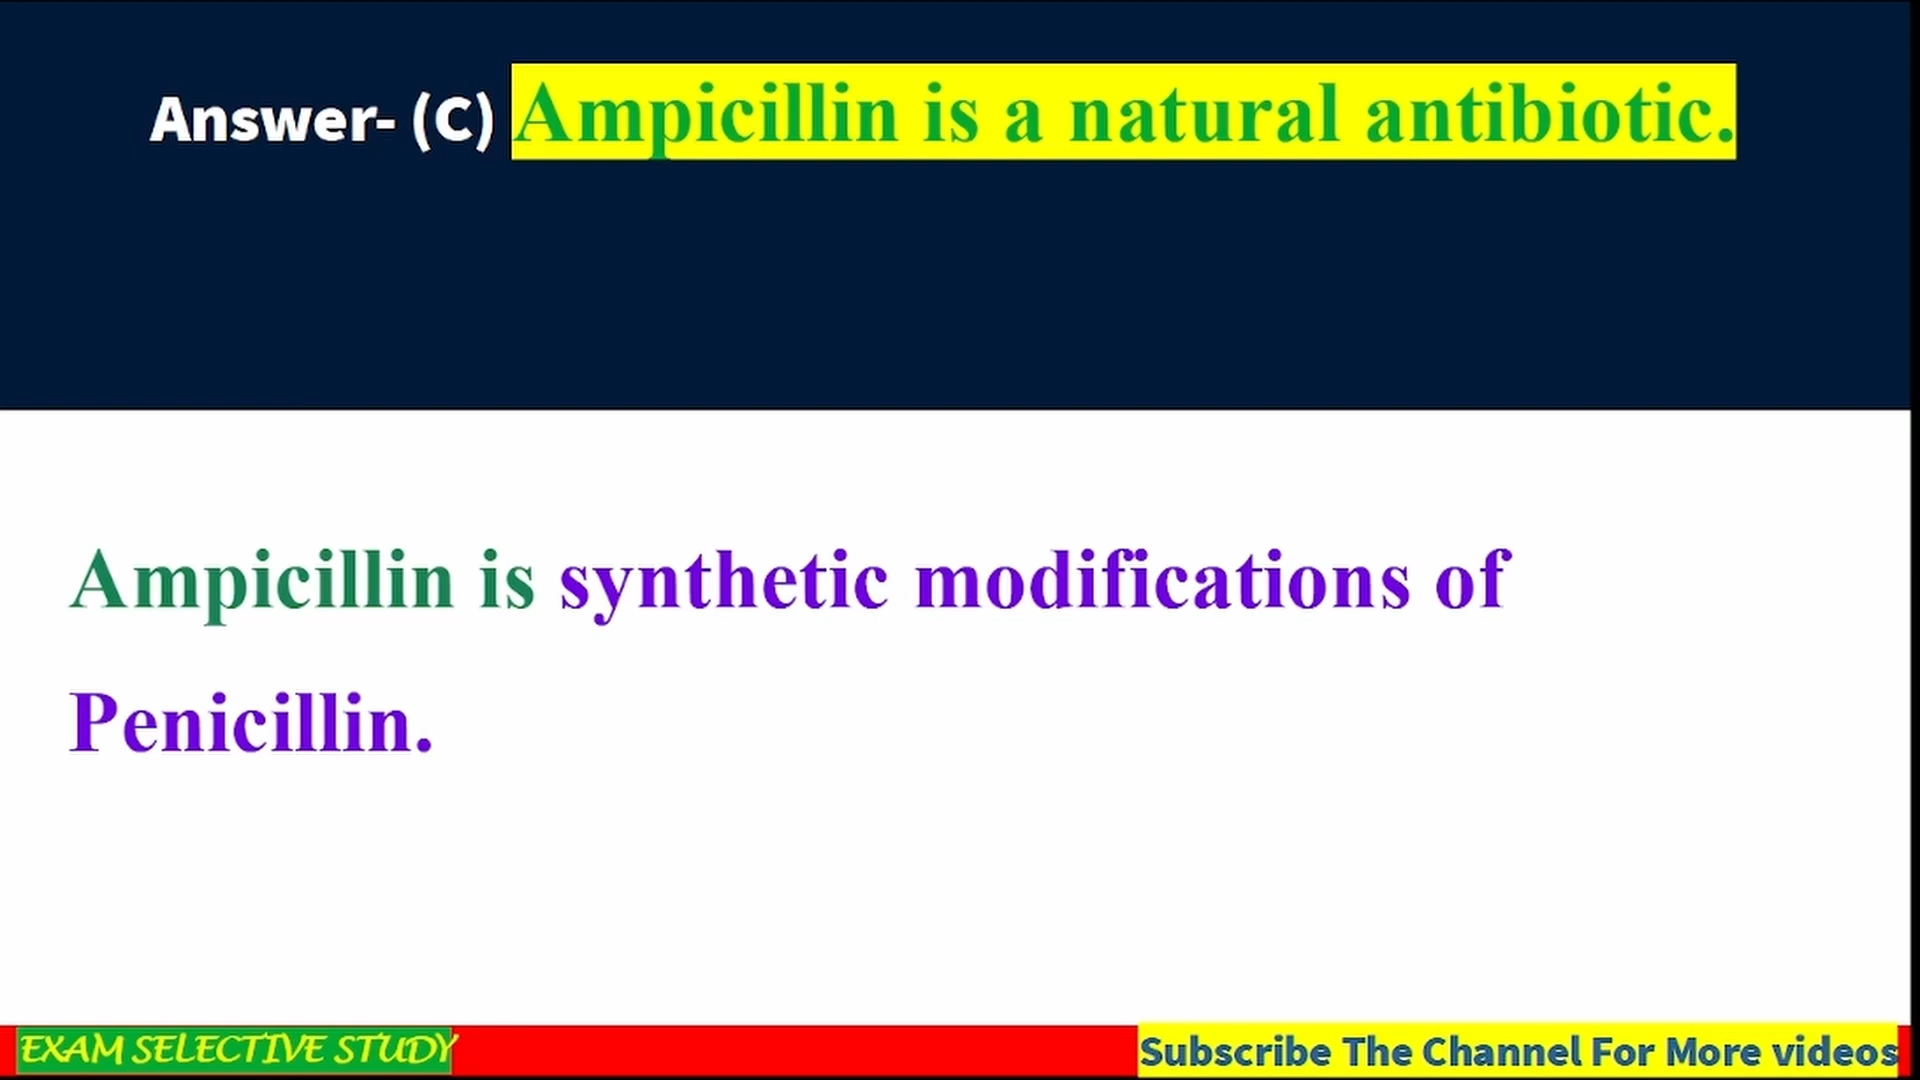 Answer- (C) Ampicillin is a natural antibiotic.
Ampicillin is synthetic modifications of
Penicillin.
EXAM SELECTIVE STUDY
Subscribe The Channel For More videos